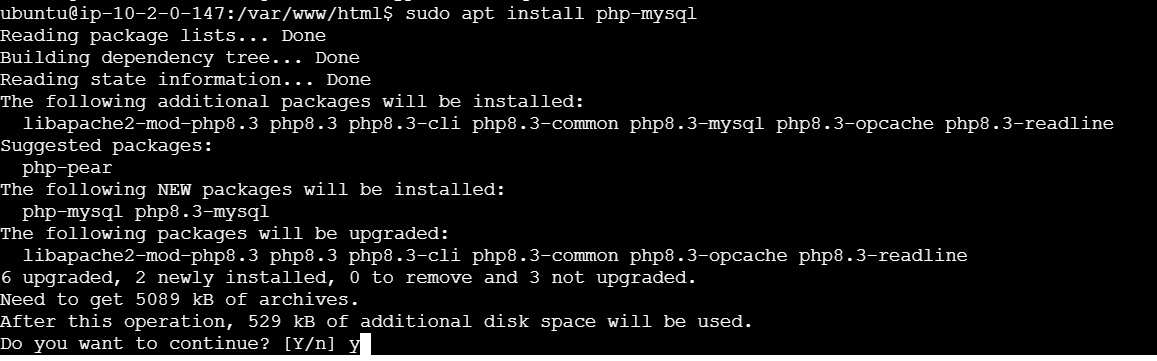 ubuntu@ip-10-2-0-147:/var/www/html$ sudo apt install php-mysql
Reading package lists... Done
Building dependency tree... Done
Reading state information... Done
The following additional packages will be installed:
  libapache2-mod-php8.3 php8.3 php8.3-cli php8.3-common php8.3-mysql php8.3-opcache php8.3-readline
Suggested packages:
  php-pear
The following NEW packages will be installed:
  php-mysql php8.3-mysql
The following packages will be upgraded:
  libapache2-mod-php8.3 php8.3 php8.3-cli php8.3-common php8.3-opcache php8.3-readline
6 upgraded, 2 newly installed, 0 to remove and 3 not upgraded.
Need to get 5089 kB of archives.
After this operation, 529 kB of additional disk space will be used.
Do you want to continue? [Y/n] y